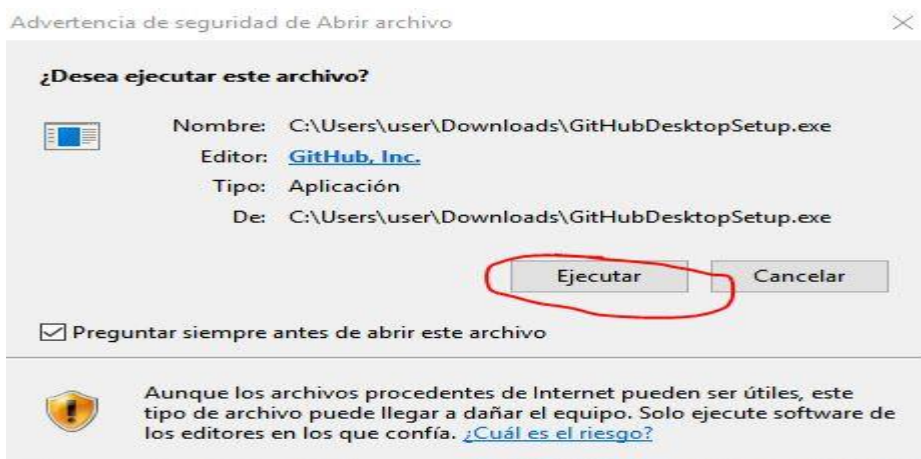 Advertencia de seguridad de Abrir archivo
¿Desea ejecutar este archivo?
Nombre: C:\Users\user\Downloads\GitHubDesktopSetup.exe
Editor: GitHub, Inc.
Tipo: Aplicación
De: C:\Users\user\Downloads\GitHubDesktopSetup.exe
Ejecutar Cancelar
Preguntar siempre antes de abrir este archivo
Aunque los archivos procedentes de Internet pueden ser útiles, este
tipo de archivo puede llegar a dañar el equipo. Solo ejecute software de
los editores en los que confía. ¿Cuál es el riesgo?